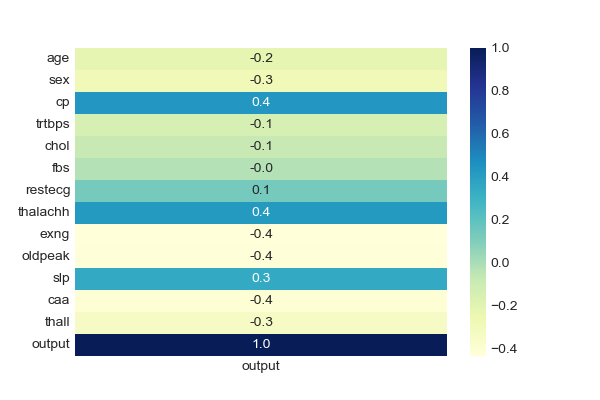 age -0.2
sex -0.3
cp 0.4
trtbps -0.1
chol -0.1
fbs -0.0
restecg 0.1
thalachh 0.4
exng -0.4
oldpeak -0.4
slp 0.3
caa -0.4
thall -0.3
output 1.0
output
1.0
0.8
0.6
0.4
0.2
0.0
−0.2
−0.4